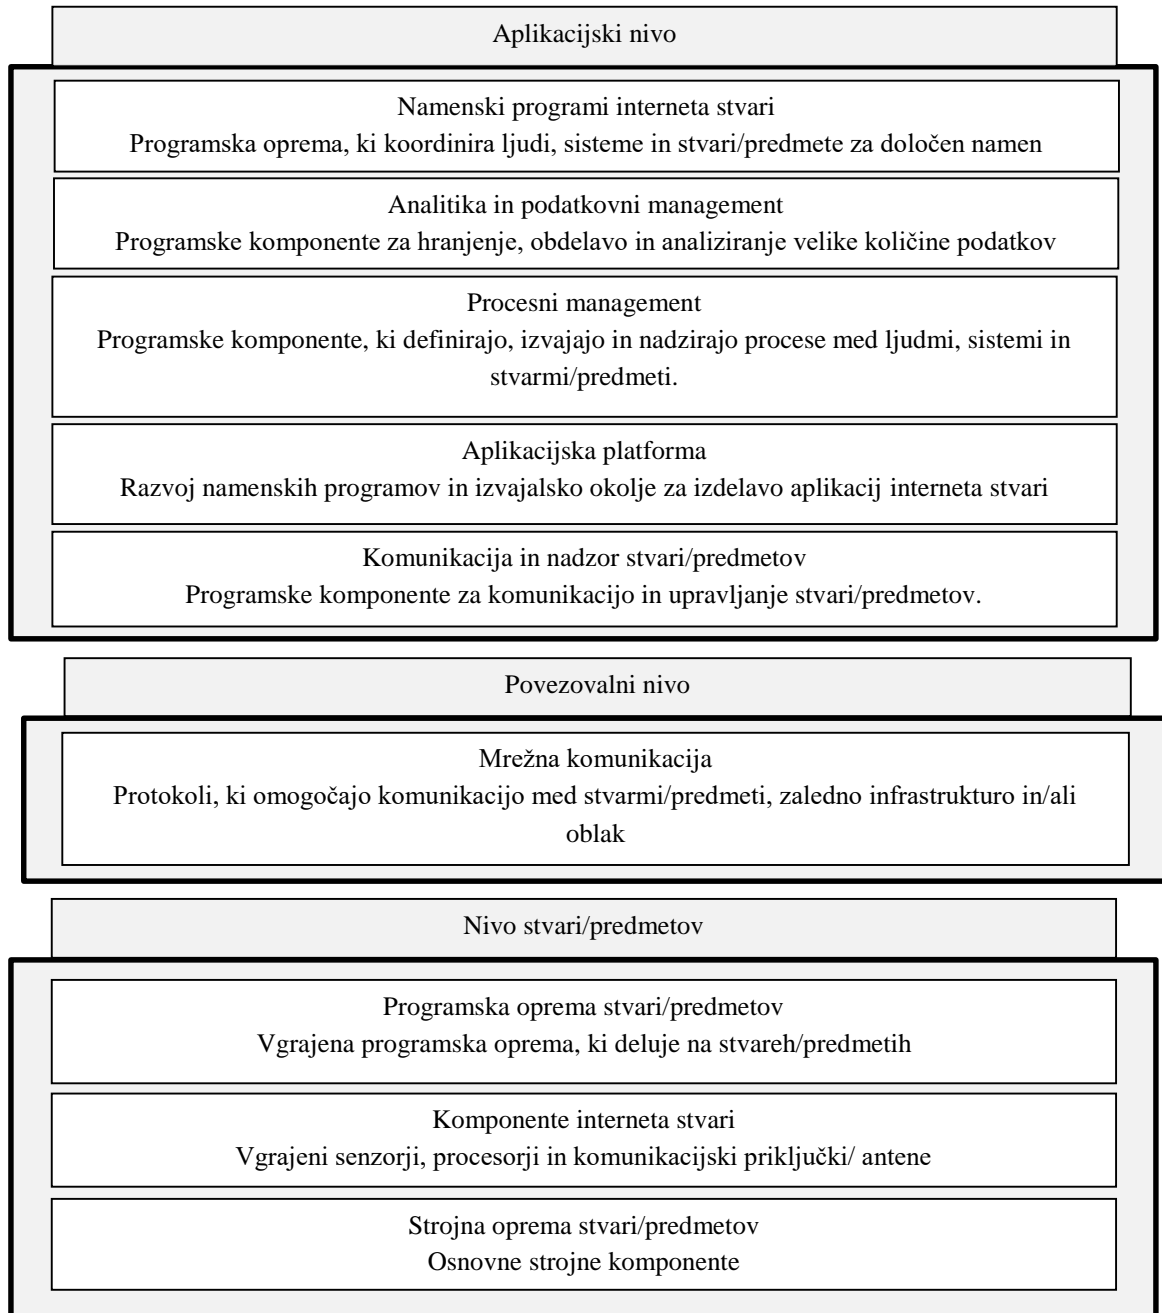 Aplikacijski nivo
Namenski programi interneta stvari
Programska oprema, ki koordinira ljudi, sisteme in stvari/predmete za določen namen
Analitika in podatkovni management
Programske komponente za hranjenje, obdelavo in analiziranje velike količine podatkov
Procesni management
Programske komponente, ki definirajo, izvajajo in nadzirajo procese med ljudmi, sistemi in
stvarmi/predmeti.
Aplikacijska platforma
Razvoj namenskih programov in izvajalsko okolje za izdelavo aplikacij interneta stvari
Komunikacija in nadzor stvari/predmetov
Programske komponente za komunikacijo in upravljanje stvari/predmetov.
Povezovalni nivo
Mrežna komunikacija
Protokoli, ki omogočajo komunikacijo med stvarmi/predmeti, zaledno infrastrukturo in/ali
oblak
Nivo stvari/predmetov
Programska oprema stvari/predmetov
Vgrajena programska oprema, ki deluje na stvareh/predmetih
Komponente interneta stvari
Vgrajeni senzorji, procesorji in komunikacijski priključki/ antene
Strojna oprema stvari/predmetov
Osnovne strojne komponente